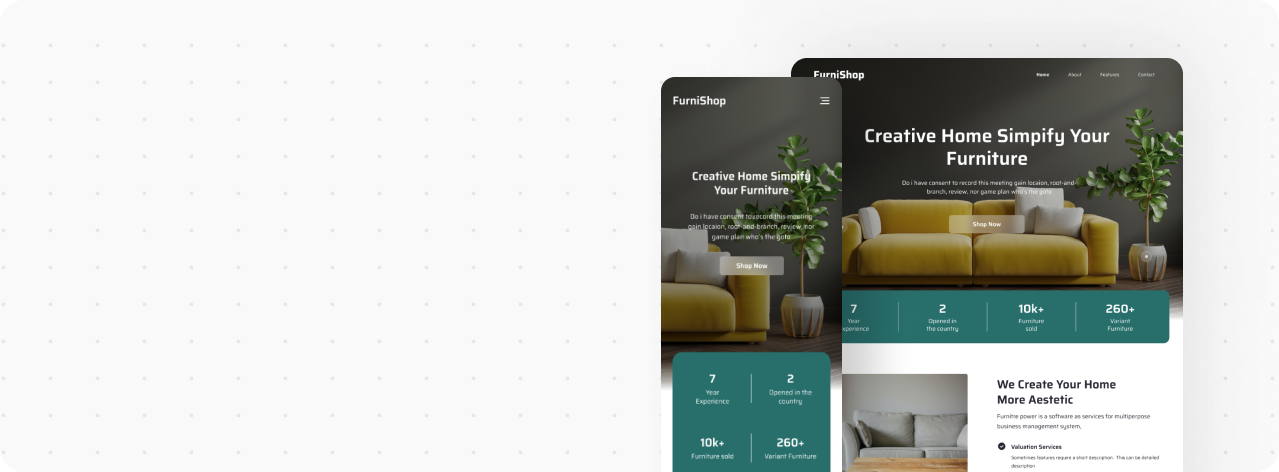 FurniShop
Creative Home Simpify
Your Furniture
Do i have consent to record this meeting
gain locaion, root-and-branch, review, nor
game plan who's the goto
Shop Now
7
Year
Experience
2
Opened in the
country
10k+
Furniture sold
260+
Variant Furniture
FurniShop
Home About Features Contact
Creative Home Simpify Your
Furniture
Do i have consent to record this meeting gain locaion, root-and-
branch, review, nor game plan who's the goto
Shop Now
7
Year
xperience
2
Opened in
the country
10k+
Furniture
sold
260+
Variant
Furniture
We Create Your Home
More Aestetic
Furnitre power is a software as services for multiperpose
business management system,
Valuation Services
Sometimes features require a short description. This can be detailed
description